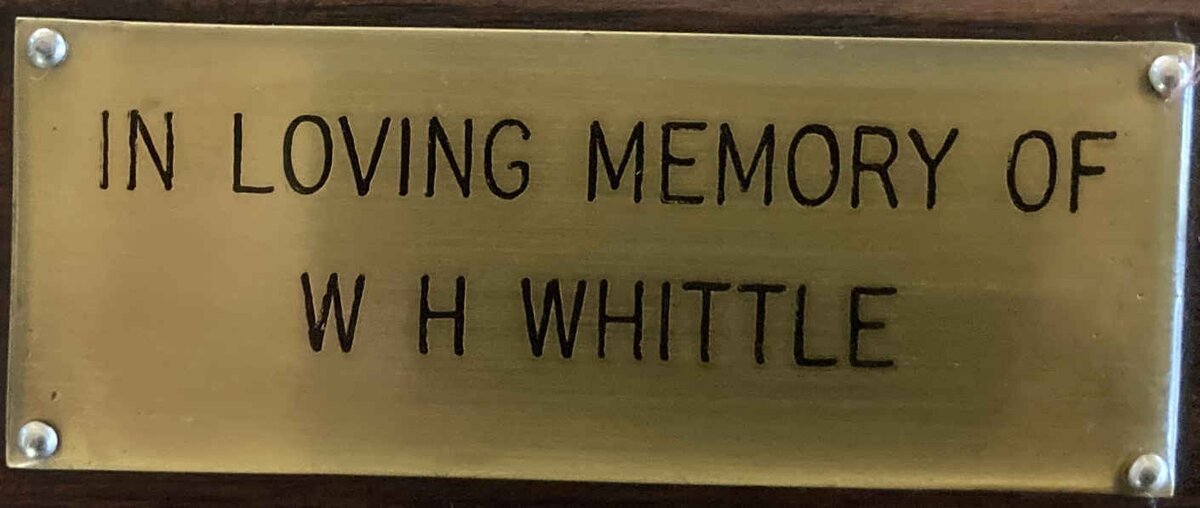 IN LOVING MEMORY OF
W H WHITTLE